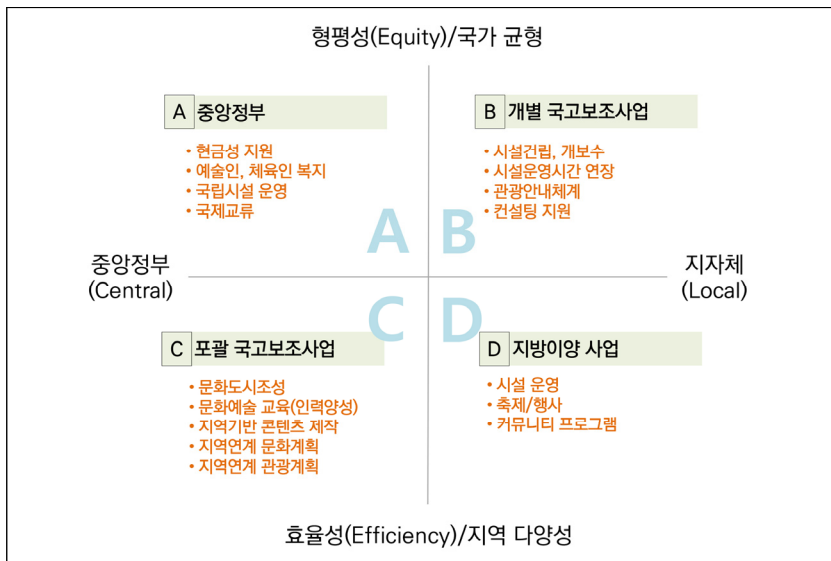 형평성(Equity)/국가 균형
A 중앙정부
• 현금성 지원
• 예술인, 체육인 복지
• 국립시설 운영
• 국제교류
B 개별 국고보조사업
• 시설건립, 개보수
• 시설운영시간 연장
• 관광안내체계
• 컨설팅 지원
A B
중앙정부
(Central)
지자체
(Local)
C D
C 포괄 국고보조사업
• 문화도시조성
• 문화예술 교육(인력양성)
• 지역기반 콘텐츠 제작
• 지역연계 문화계획
• 지역연계 관광계획
D 지방이양 사업
• 시설 운영
• 축제/행사
• 커뮤니티 프로그램
효율성(Efficiency)/지역 다양성